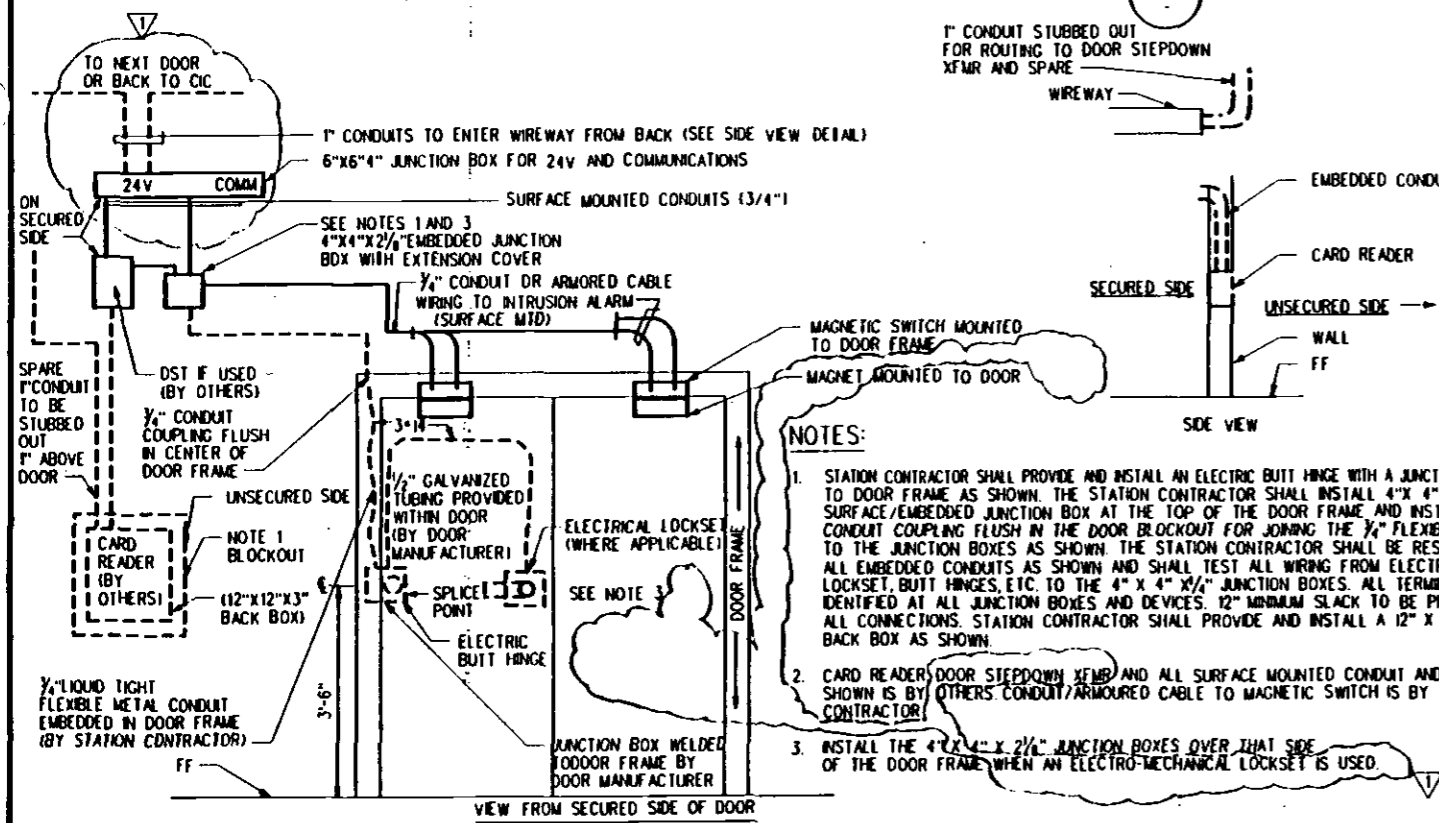 1
TO NEXT DOOR
OR BACK TO CIC
1" CONDUITS TO ENTER WIREWAY FROM BACK (SEE SIDE VIEW DETAIL)
6"X6"4" JUNCTION BOX FOR 24V AND COMMUNICATIONS
24V COMM
SURFACE MOUNTED CONDUITS (3/4")
ON
SECURED
SIDE
SEE NOTES 1 AND 3
4"X4"X2⅛" EMBEDDED JUNCTION
BOX WITH EXTENSION COVER
¾" CONDUIT OR ARMORED CABLE
WIRING TO INTRUSION ALARM
(SURFACE MTD)
MAGNETIC SWITCH MOUNTED
TO DOOR FRAME
MAGNET MOUNTED TO DOOR
SPARE
1" CONDUIT
TO BE
STUBBED
OUT
1" ABOVE
DOOR
DST IF USED
(BY OTHERS)
¾" CONDUIT
COUPLING FLUSH
IN CENTER OF
DOOR FRAME
3-#14
½" GALVANIZED
TUBING PROVIDED
WITHIN DOOR
(BY DOOR
MANUFACTURER)
UNSECURED SIDE
NOTE 1
BLOCKOUT
(12"X12"X3"
BACK BOX)
CARD
READER
(BY
OTHERS)
ELECTRICAL LOCKSET
(WHERE APPLICABLE)
SPLICE
POINT
ELECTRIC
BUTT HINGE
SEE NOTE 3
DOOR FRAME
3'-6"
¾" LIQUID TIGHT
FLEXIBLE METAL CONDUIT
EMBEDDED IN DOOR FRAME
(BY STATION CONTRACTOR)
JUNCTION BOX WELDED
TODOOR FRAME BY
DOOR MANUFACTURER
FF
VIEW FROM SECURED SIDE OF DOOR
1" CONDUIT STUBBED OUT
FOR ROUTING TO DOOR STEPDOWN
XFMR AND SPARE
WIREWAY
EMBEDDED CONDU
CARD READER
SECURED SIDE
UNSECURED SIDE
WALL
FF
SIDE VIEW
NOTES:
1. STATION CONTRACTOR SHALL PROVIDE AND INSTALL AN ELECTRIC BUTT HINGE WITH A JUNCT
TO DOOR FRAME AS SHOWN. THE STATION CONTRACTOR SHALL INSTALL 4"X 4"
SURFACE/EMBEDDED JUNCTION BOX AT THE TOP OF THE DOOR FRAME AND INST
CONDUIT COUPLING FLUSH IN THE DOOR BLOCKOUT FOR JOINING THE ¾" FLEXIB
TO THE JUNCTION BOXES AS SHOWN. THE STATION CONTRACTOR SHALL BE RES
ALL EMBEDDED CONDUITS AS SHOWN AND SHALL TEST ALL WIRING FROM ELECTR
LOCKSET, BUTT HINGES, ETC. TO THE 4" X 4" JUNCTION BOXES. ALL TERMI
IDENTIFIED AT ALL JUNCTION BOXES AND DEVICES. 12" MINIMUM SLACK TO BE P
ALL CONNECTIONS. STATION CONTRACTOR SHALL PROVIDE AND INSTALL A 12" X
BACK BOX AS SHOWN.
2. CARD READER DOOR STEPDOWN XFMR AND ALL SURFACE MOUNTED CONDUIT AND
SHOWN IS BY OTHERS. CONDUIT/ARMOURED CABLE TO MAGNETIC SWITCH IS BY
CONTRACTOR
3. INSTALL THE 4" X 4" X 2⅛" JUNCTION BOXES OVER THAT SIDE
OF THE DOOR FRAME WHEN AN ELECTRO-MECHANICAL LOCKSET IS USED.
1